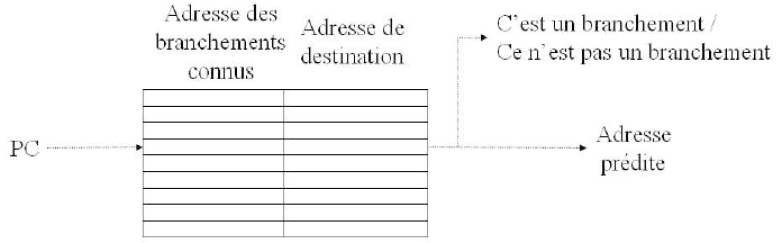 Adresse des
branchements
connus
Adresse de
destination
C'est un branchement /
Ce n'est pas un branchement
PC
Adresse
prédite